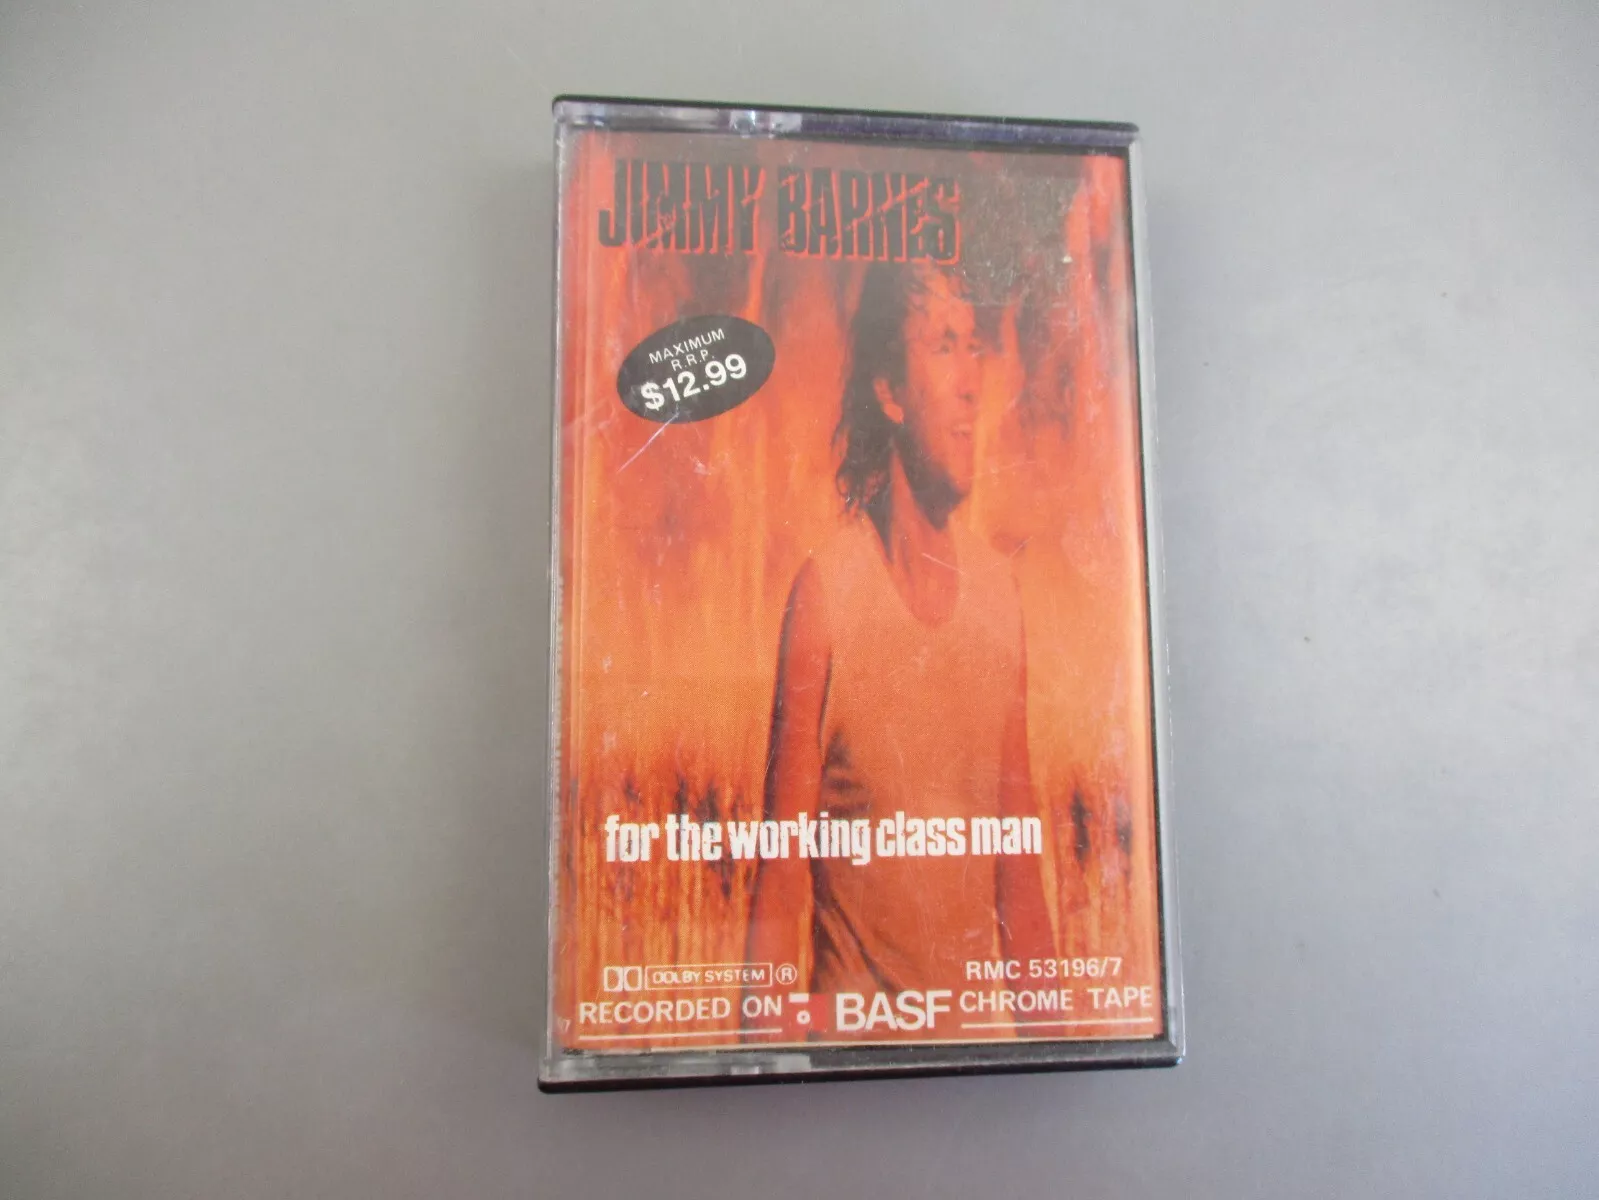 JIMMY BARNES
MAXIMUM
R.R.P.
$12.99
for the working class man
DOLBY SYSTEM ®
RMC 53196/7
RECORDED ON BASF CHROME TAPE